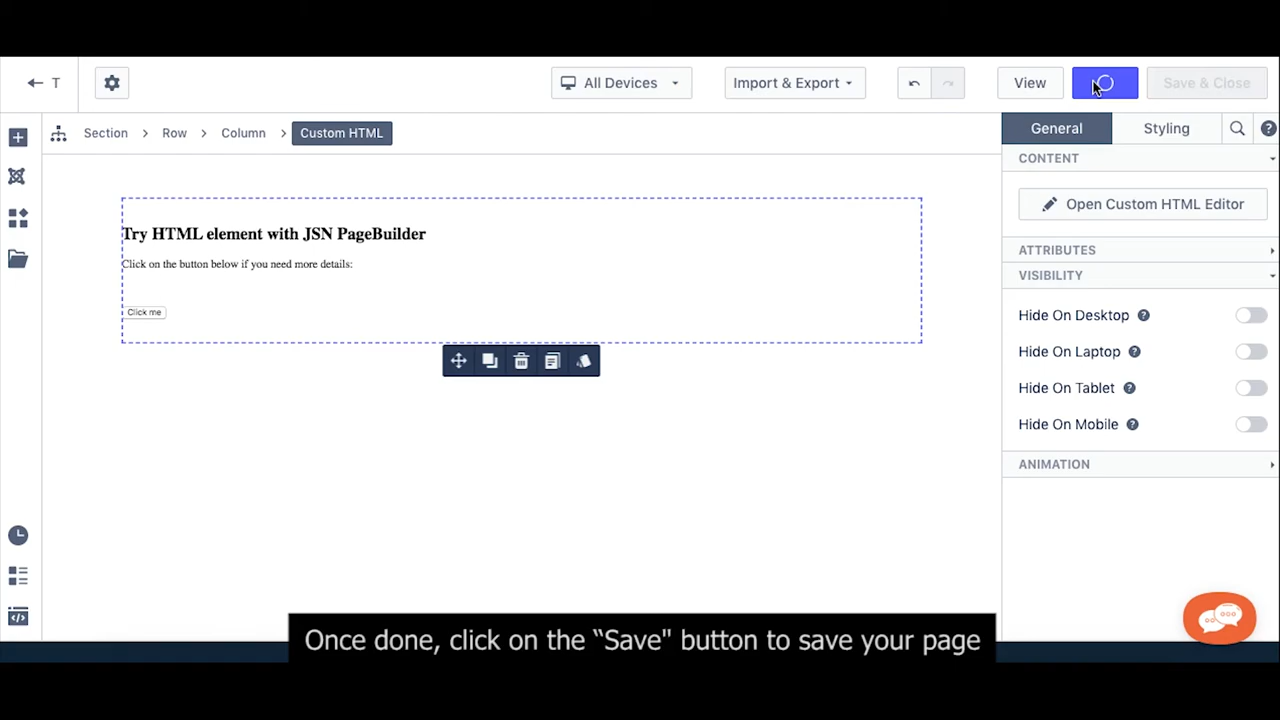 T
All Devices
Import & Export
View
Save & Close
Section
Row
Column
Custom HTML
General
Styling
CONTENT
Open Custom HTML Editor
ATTRIBUTES
VISIBILITY
Hide On Desktop
Hide On Laptop
Hide On Tablet
Hide On Mobile
ANIMATION
Try HTML element with JSN PageBuilder
Click on the button below if you need more details:
Click me
Once done, click on the “Save" button to save your page